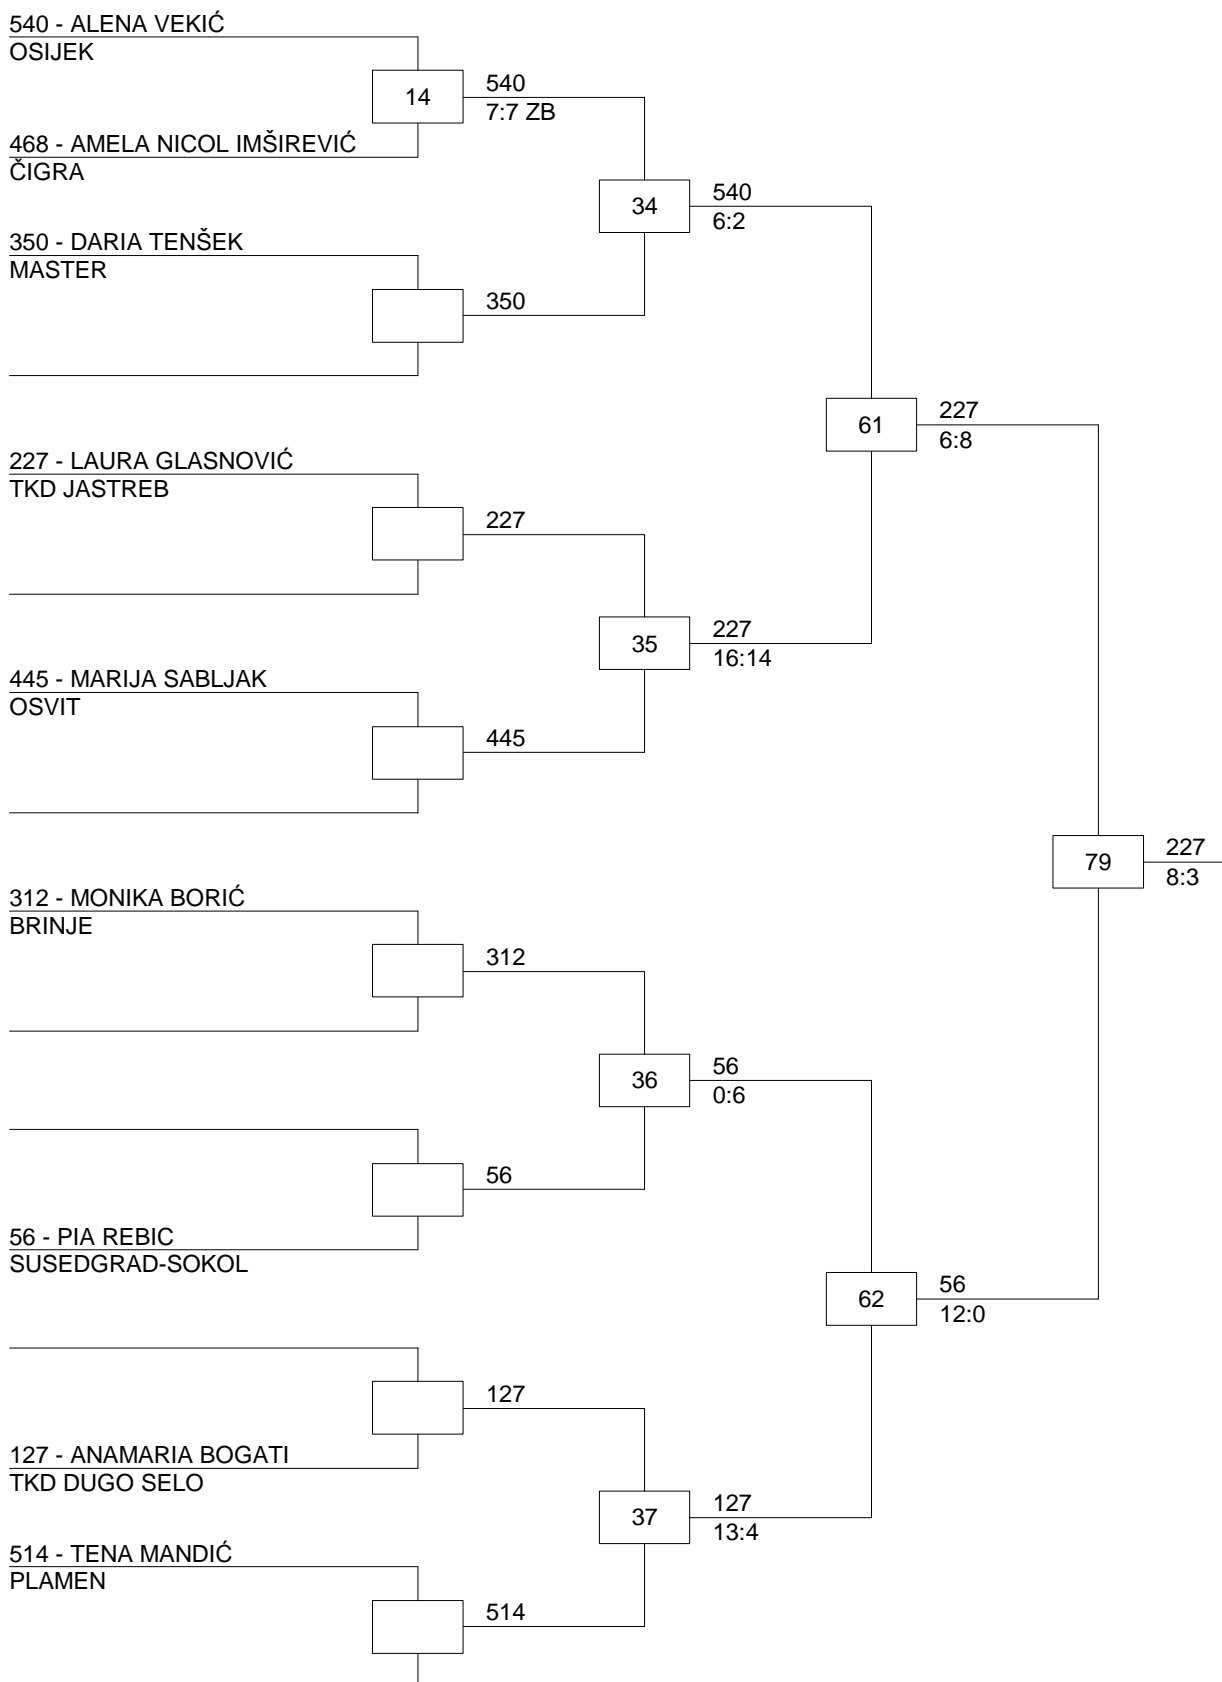 540 - ALENA VEKIĆ
OSIJEK
14
540
7:7 ZB
468 - AMELA NICOL IMŠIREVIĆ
ČIGRA
34
540
6:2
350 - DARIA TENŠEK
MASTER
350
61
227
6:8
227 - LAURA GLASNOVIĆ
TKD JASTREB
227
35
227
16:14
445 - MARIJA SABLJAK
OSVIT
445
79
227
8:3
312 - MONIKA BORIĆ
BRINJE
312
36
56
0:6
56
56 - PIA REBIC
SUSEDGRAD-SOKOL
62
56
12:0
127
127 - ANAMARIA BOGATI
TKD DUGO SELO
37
127
13:4
514 - TENA MANDIĆ
PLAMEN
514